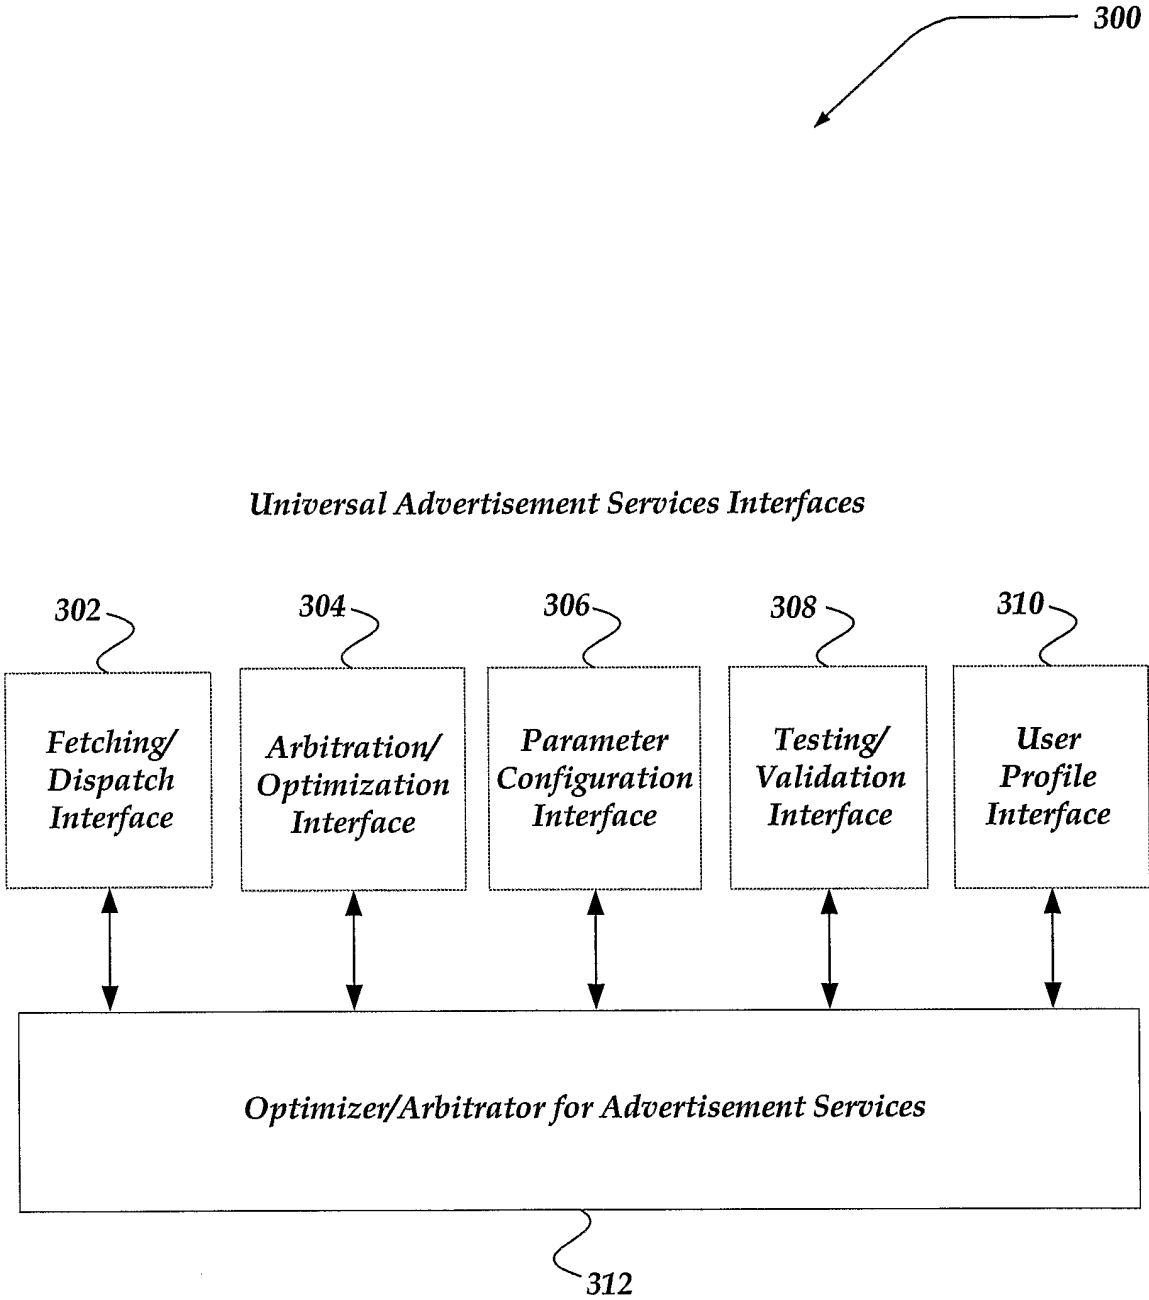 300
Universal Advertisement Services Interfaces
302
304
306
308
310
Fetching/
Dispatch
Interface
Arbitration/
Optimization
Interface
Parameter
Configuration
Interface
Testing/
Validation
Interface
User
Profile
Interface
Optimizer/Arbitrator for Advertisement Services
312